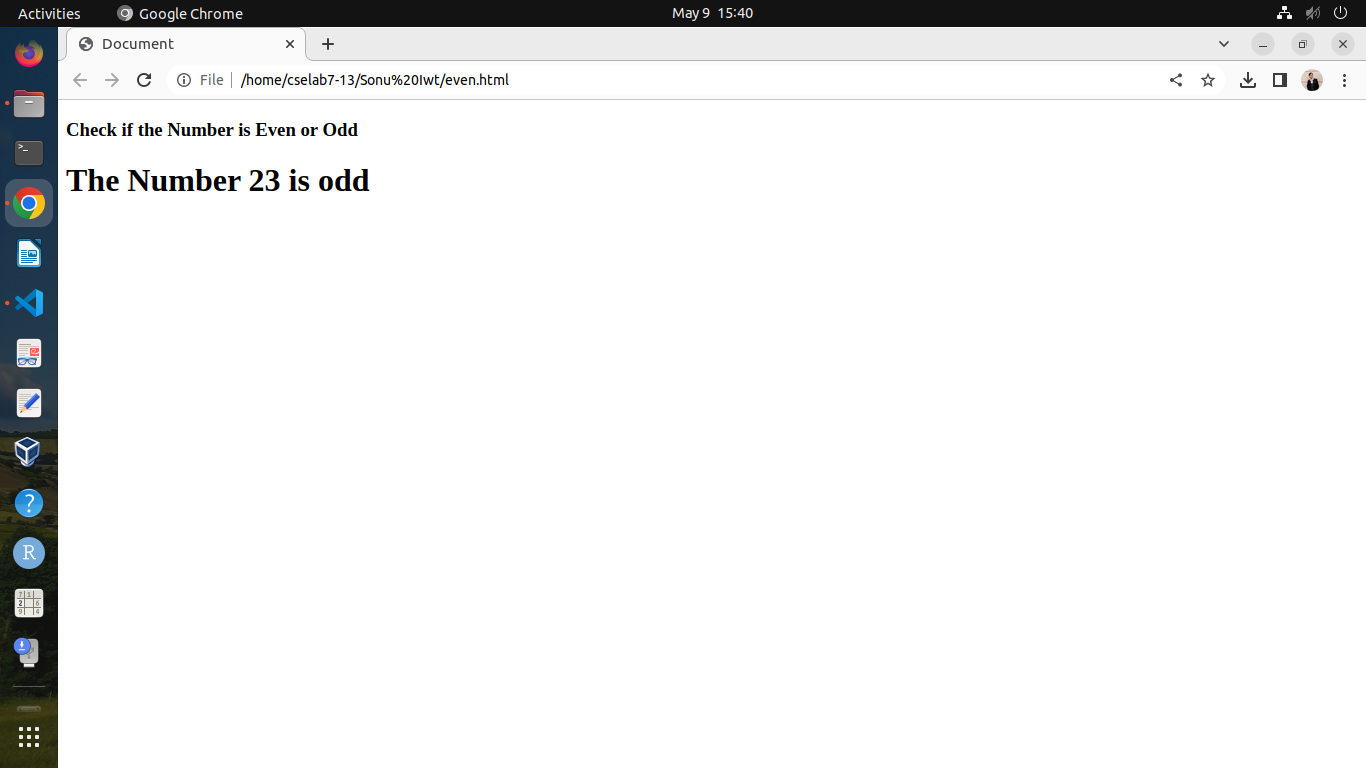 Activities Google Chrome May 9 15:40
Document
File /home/cselab7-13/Sonu%20Iwt/even.html
Check if the Number is Even or Odd
The Number 23 is odd